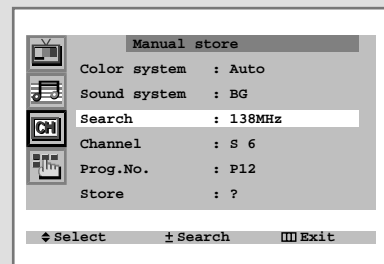 Manual store
Color system : Auto
Sound system : BG
Search : 138MHz
CH
Channel : S 6
Prog.No. : P12
Store : ?
Select ± Search Exit